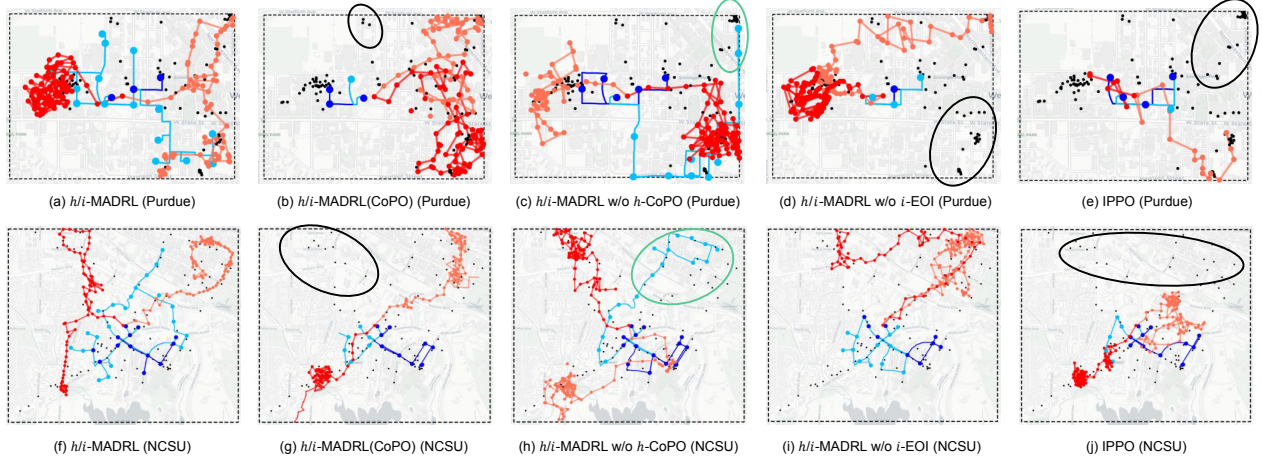 (a) h/i-MADRL (Purdue)
(b) h/i-MADRL(CoPO) (Purdue)
(c) h/i-MADRL w/o h-CoPO (Purdue)
(d) h/i-MADRL w/o i-EOI (Purdue)
(e) IPPO (Purdue)
(f) h/i-MADRL (NCSU)
(g) h/i-MADRL(CoPO) (NCSU)
(h) h/i-MADRL w/o h-CoPO (NCSU)
(i) h/i-MADRL w/o i-EOI (NCSU)
(j) IPPO (NCSU)